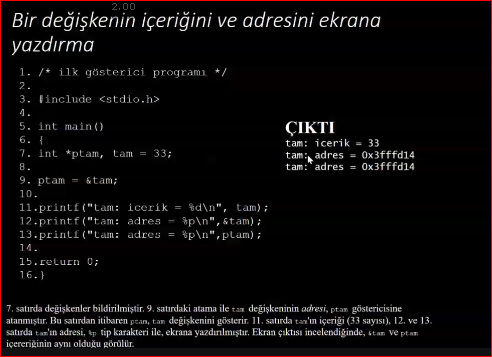 2.00
Bir değişkenin içeriğini ve adresini ekrana
yazdırma
1. /* ilk gösterici programı */
2.
3. #include <stdio.h>
4.
5. int main()
6. {
7. int *ptam, tam = 33;
8.
9. ptam = &tam;
10.
11.printf("tam: icerik = %d\n", tam);
12.printf("tam: adres = %p\n",&tam);
13.printf("tam: adres = %p\n",ptam);
14.
15.return 0;
16.}
ÇIKTI
tam: icerik = 33
tam: adres = 0x3fffd14
tam: adres = 0x3fffd14
7. satırda değişkenler bildirilmiştir. 9. satırdaki atama ile tam değişkeninin adresi, ptam göstericisine
atanmıştır. Bu satırdan itibaren ptam, tam değişkenini gösterir. 11. satırda tam'ın içeriği (33 sayısı), 12. ve 13.
satırda tam'ın adresi, %p tip karakteri ile, ekrana yazdırılmıştır. Ekran çıktısı incelendiğinde, &tam ve ptam
içereriğinin aynı olduğu görülür.